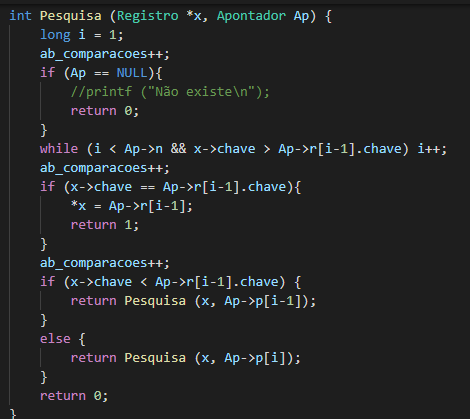 int Pesquisa (Registro *x, Apontador Ap) {
    long i = 1;
    ab_comparacoes++;
    if (Ap == NULL){
        //printf ("Não existe\n");
        return 0;
    }
    while (i < Ap->n && x->chave > Ap->r[i-1].chave) i++;
    ab_comparacoes++;
    if (x->chave == Ap->r[i-1].chave){
        *x = Ap->r[i-1];
        return 1;
    }
    ab_comparacoes++;
    if (x->chave < Ap->r[i-1].chave) {
        return Pesquisa (x, Ap->p[i-1]);
    }
    else {
        return Pesquisa (x, Ap->p[i]);
    }
    return 0;
}